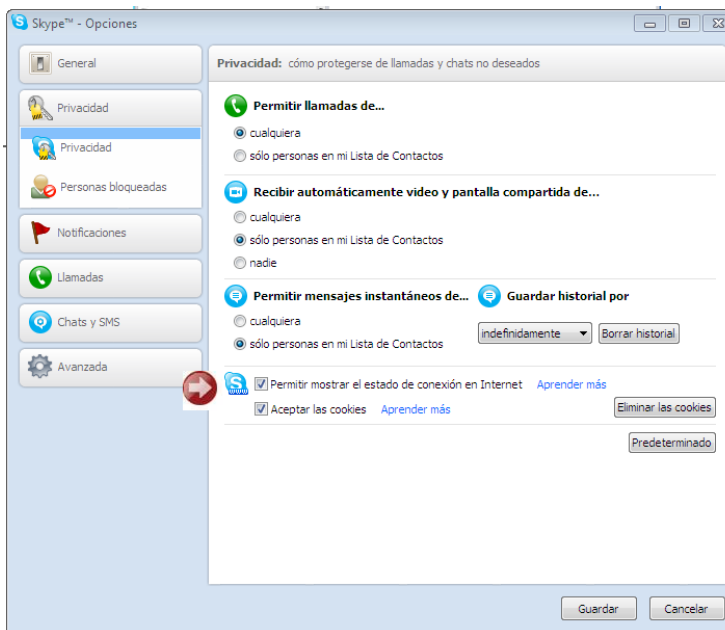 Skype™ - Opciones
General
Privacidad
Privacidad
Personas bloqueadas
Notificaciones
Llamadas
Chats y SMS
Avanzada
Privacidad: cómo protegerse de llamadas y chats no deseados
Permitir llamadas de...
cualquiera
sólo personas en mi Lista de Contactos
Recibir automáticamente video y pantalla compartida de...
cualquiera
sólo personas en mi Lista de Contactos
nadie
Permitir mensajes instantáneos de... Guardar historial por
cualquiera
indefinidamente Borrar historial
sólo personas en mi Lista de Contactos
Permitir mostrar el estado de conexión en Internet Aprender más
Aceptar las cookies Aprender más Eliminar las cookies
Predeterminado
Guardar Cancelar